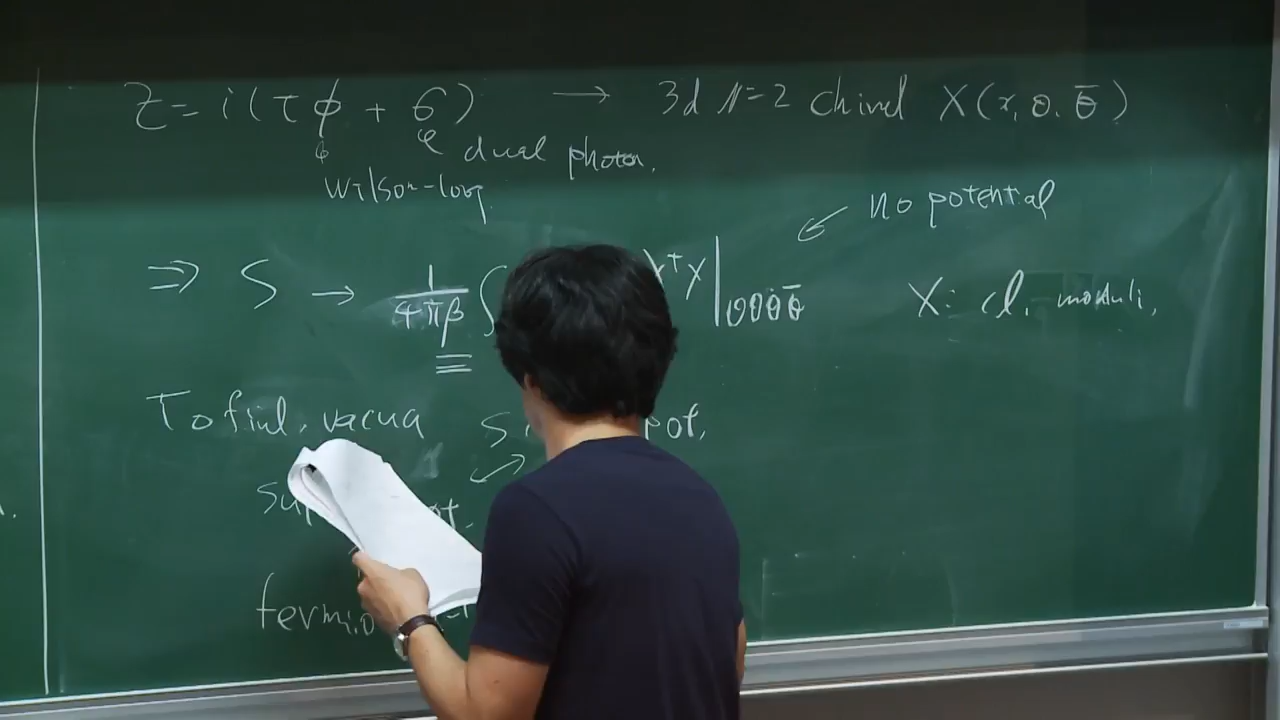 Z = i(τϕ + σ) → 3d N=2 chiral X(x, θ, θ̄)
dual photon.
Wilson-loop
no potential
⇒ S → 1/4πβ ∫ X†X|θθθ̄θ̄ X: cl. moduli,
To find, vacua pot,